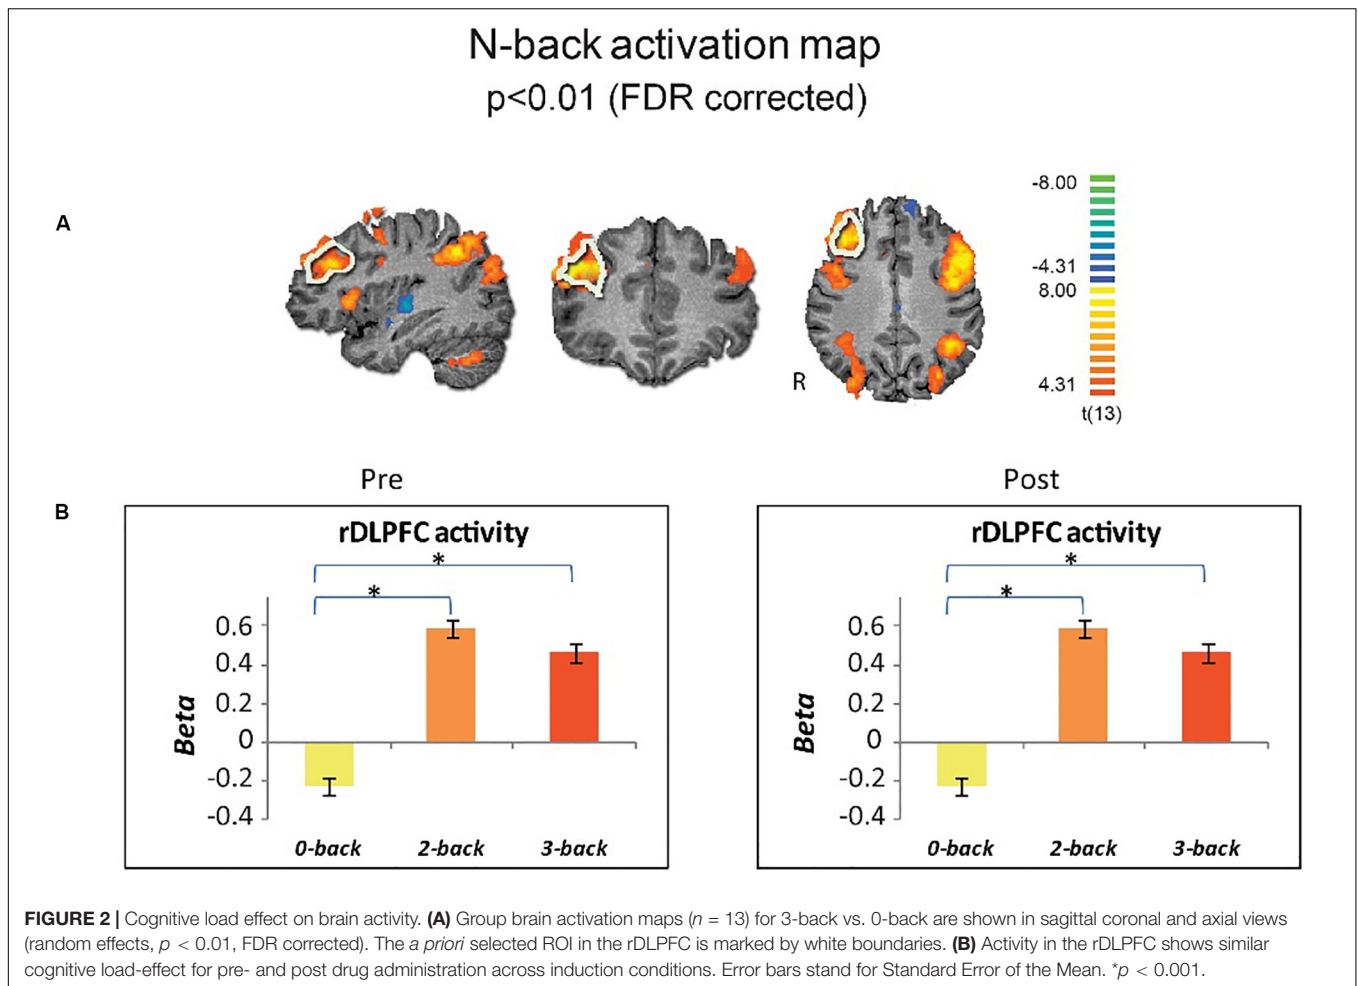 N-back activation map
p<0.01 (FDR corrected)
A
-8.00
-4.31
8.00
4.31
t(13)
R
Pre
Post
B
rDLPFC activity
*
*
0.6
0.4
0.2
0
-0.2
-0.4
Beta
0-back 2-back 3-back
rDLPFC activity
*
*
0.6
0.4
0.2
0
-0.2
-0.4
Beta
0-back 2-back 3-back
FIGURE 2 | Cognitive load effect on brain activity. (A) Group brain activation maps (n = 13) for 3-back vs. 0-back are shown in sagittal coronal and axial views
(random effects, p < 0.01, FDR corrected). The a priori selected ROI in the rDLPFC is marked by white boundaries. (B) Activity in the rDLPFC shows similar
cognitive load-effect for pre- and post drug administration across induction conditions. Error bars stand for Standard Error of the Mean. *p < 0.001.